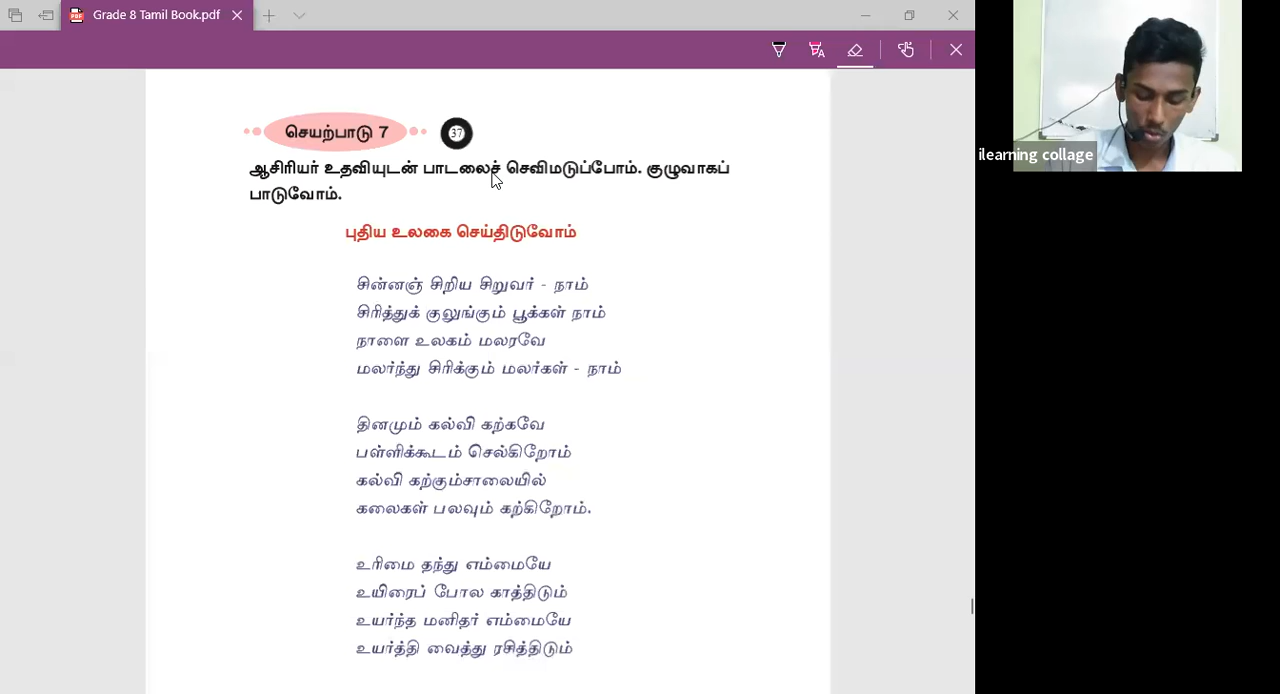 Grade 8 Tamil Book.pdf
செயற்பாடு 7
37
ஆசிரியர் உதவியுடன் பாடலைச் செவிமடுப்போம். குழுவாகப்
பாடுவோம்.
புதிய உலகை செய்திடுவோம்
சின்னஞ் சிறிய சிறுவர் - நாம்
சிரித்துக் குலுங்கும் பூக்கள் நாம்
நாளை உலகம் மலரவே
மலர்ந்து சிரிக்கும் மலர்கள் - நாம்
தினமும் கல்வி கற்கவே
பள்ளிக்கூடம் செல்கிறோம்
கல்வி கற்கும்சாலையில்
கலைகள் பலவும் கற்கிறோம்.
உரிமை தந்து எம்மையே
உயிரைப் போல காத்திடும்
உயர்ந்த மனிதர் எம்மையே
உயர்த்தி வைத்து ரசித்திடும்
ilearning collage